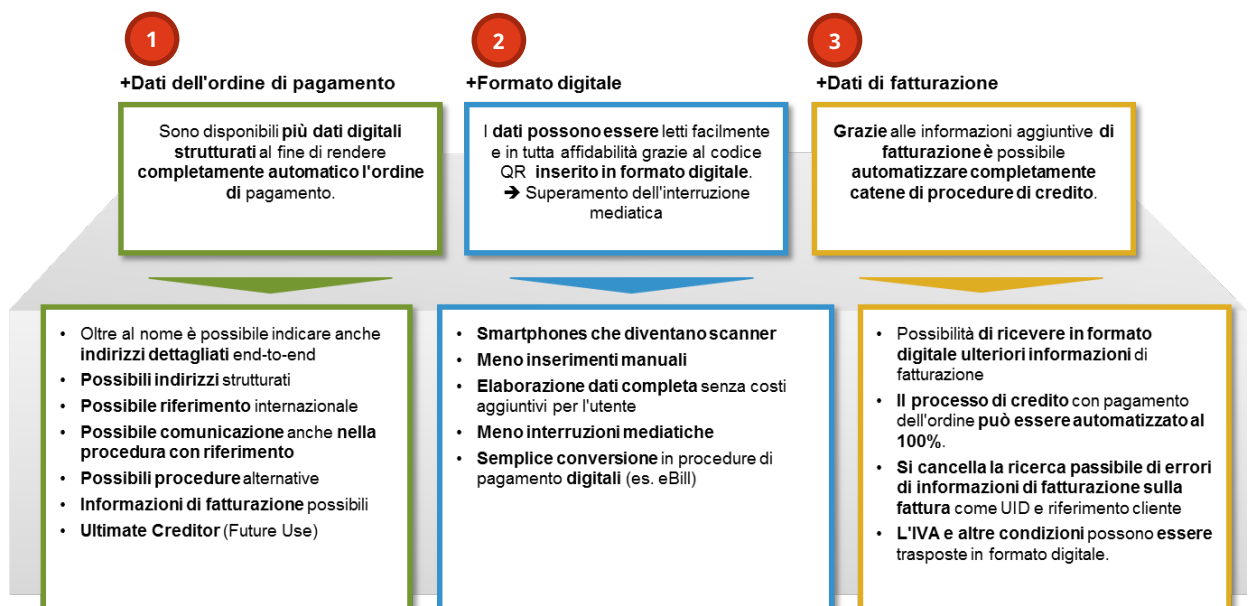 1
+Dati dell'ordine di pagamento
Sono disponibili più dati digitali
strutturati al fine di rendere
completamente automatico l'ordine
di pagamento.
• Oltre al nome è possibile indicare anche
indirizzi dettagliati end-to-end
• Possibili indirizzi strutturati
• Possibile riferimento internazionale
• Possibile comunicazione anche nella
procedura con riferimento
• Possibili procedure alternative
• Informazioni di fatturazione possibili
• Ultimate Creditor (Future Use)
2
+Formato digitale
I dati possono essere letti facilmente
e in tutta affidabilità grazie al codice
QR inserito in formato digitale.
➔ Superamento dell'interruzione
mediatica
• Smartphones che diventano scanner
• Meno inserimenti manuali
• Elaborazione dati completa senza costi
aggiuntivi per l'utente
• Meno interruzioni mediatiche
• Semplice conversione in procedure di
pagamento digitali (es. eBill)
3
+Dati di fatturazione
Grazie alle informazioni aggiuntive di
fatturazione è possibile
automatizzare completamente
catene di procedure di credito.
• Possibilità di ricevere in formato
digitale ulteriori informazioni di
fatturazione
• Il processo di credito con pagamento
dell'ordine può essere automatizzato al
100%.
• Si cancella la ricerca passibile di errori
di informazioni di fatturazione sulla
fattura come UID e riferimento cliente
• L'IVA e altre condizioni possono essere
trasposte in formato digitale.